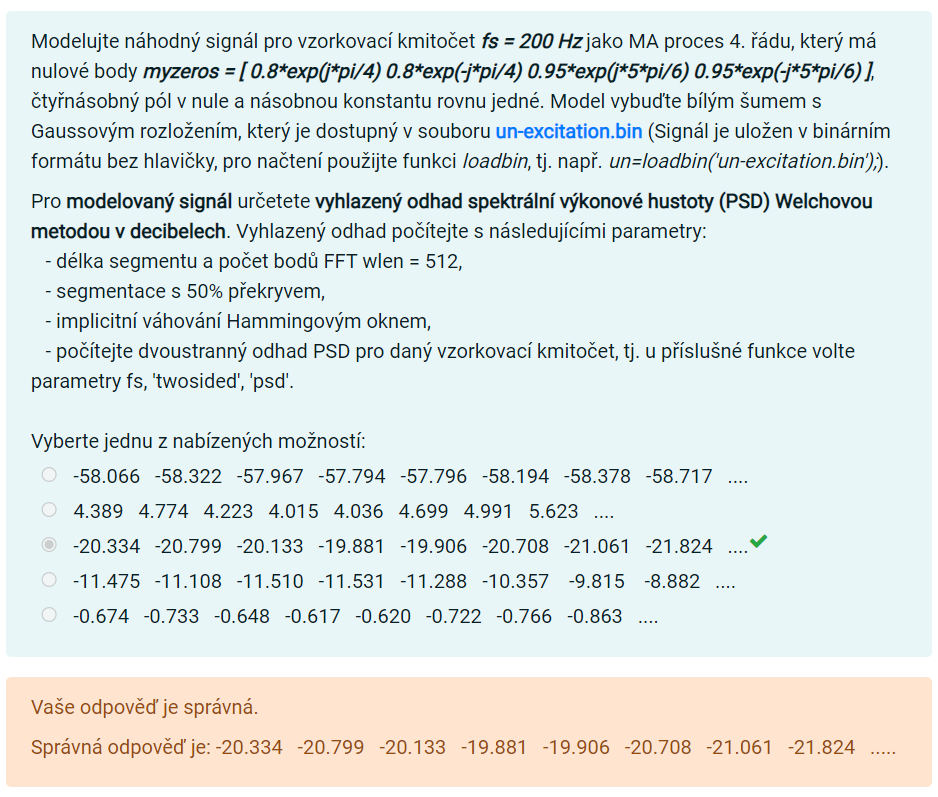 Modelujte náhodný signál pro vzorkovací kmitočet fs = 200 Hz jako MA proces 4. řádu, který má
nulové body myzeros = [ 0.8*exp(j*pi/4) 0.8*exp(-j*pi/4) 0.95*exp(j*5*pi/6) 0.95*exp(-j*5*pi/6) ],
čtyřnásobný pól v nule a násobnou konstantu rovnu jedné. Model vybuďte bílým šumem s
Gaussovým rozložením, který je dostupný v souboru un-excitation.bin (Signál je uložen v binárním
formátu bez hlavičky, pro načtení použijte funkci loadbin, tj. např. un=loadbin('un-excitation.bin');).
Pro modelovaný signál určetete vyhlazený odhad spektrální výkonové hustoty (PSD) Welchovou
metodou v decibelech. Vyhlazený odhad počítejte s následujícími parametry:
- délka segmentu a počet bodů FFT wlen = 512,
- segmentace s 50% překryvem,
- implicitní váhování Hammingovým oknem,
- počítejte dvoustranný odhad PSD pro daný vzorkovací kmitočet, tj. u příslušné funkce volte
parametry fs, 'twosided', 'psd'.
Vyberte jednu z nabízených možností:
-58.066 -58.322 -57.967 -57.794 -57.796 -58.194 -58.378 -58.717 ....
4.389 4.774 4.223 4.015 4.036 4.699 4.991 5.623 ....
-20.334 -20.799 -20.133 -19.881 -19.906 -20.708 -21.061 -21.824 ....
-11.475 -11.108 -11.510 -11.531 -11.288 -10.357 -9.815 -8.882 ....
-0.674 -0.733 -0.648 -0.617 -0.620 -0.722 -0.766 -0.863 ....
Vaše odpověď je správná.
Správná odpověď je: -20.334 -20.799 -20.133 -19.881 -19.906 -20.708 -21.061 -21.824 .....